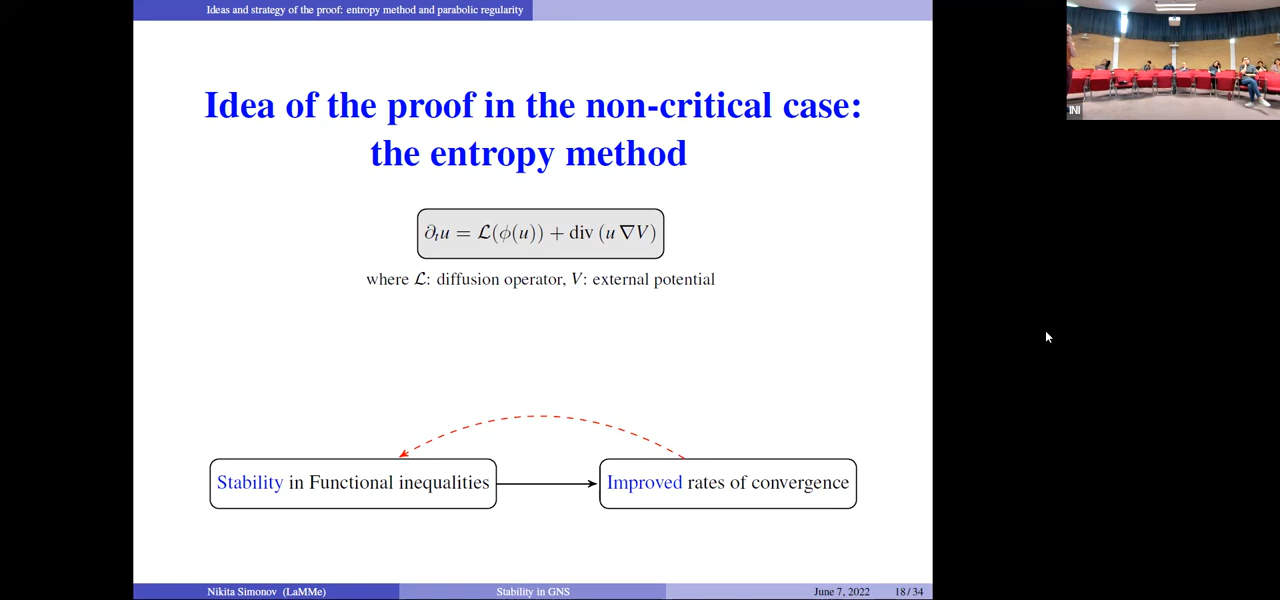 Ideas and strategy of the proof: entropy method and parabolic regularity
Idea of the proof in the non-critical case:
the entropy method
∂ₜu = ℒ(ϕ(u)) + div (u ∇V)
where ℒ: diffusion operator, V: external potential
Stability in Functional inequalities
Improved rates of convergence
Nikita Simonov (LaMMe)
Stability in GNS
June 7, 2022
18 / 34
INI